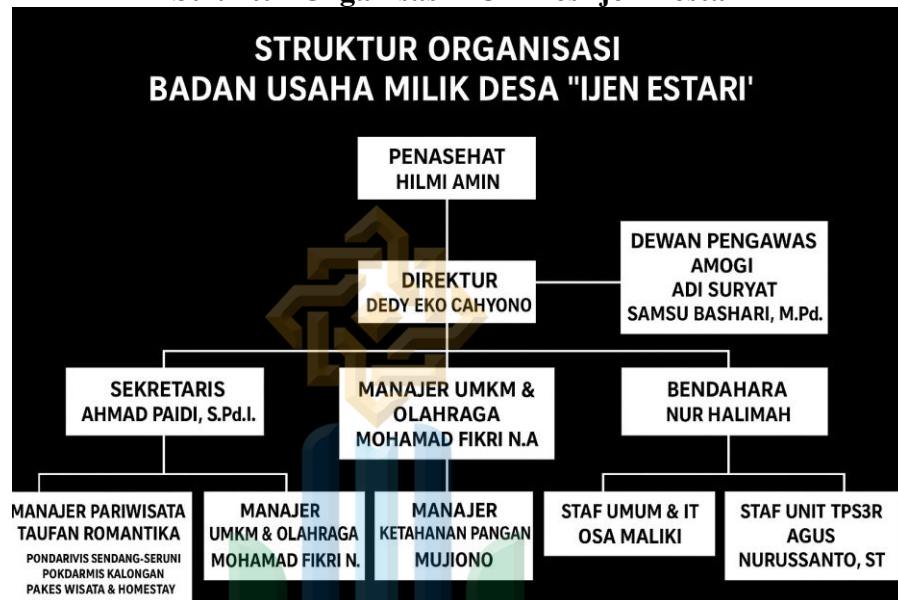 STRUKTUR ORGANISASI
BADAN USAHA MILIK DESA "IJEN ESTARI'
PENASEHAT
HILMI AMIN
DEWAN PENGAWAS
AMOGI
ADI SURYAT
SAMSU BASHARI, M.Pd.
DIREKTUR
DEDY EKO CAHYONO
SEKRETARIS
AHMAD PAIDI, S.Pd.I.
MANAJER UMKM &
OLAHRAGA
MOHAMAD FIKRI N.A
BENDAHARA
NUR HALIMAH
MANAJER PARIWISATA
TAUFAN ROMANTIKA
PONDARIVIS SENDANG-SERUNI
POKDARMIS KALONGAN
PAKES WISATA & HOMESTAY
MANAJER
UMKM & OLAHRAGA
MOHAMAD FIKRI N.
MANAJER
KETAHANAN PANGAN
MUJIONO
STAF UMUM & IT
OSA MALIKI
STAF UNIT TPS3R
AGUS
NURUSSANTO, ST